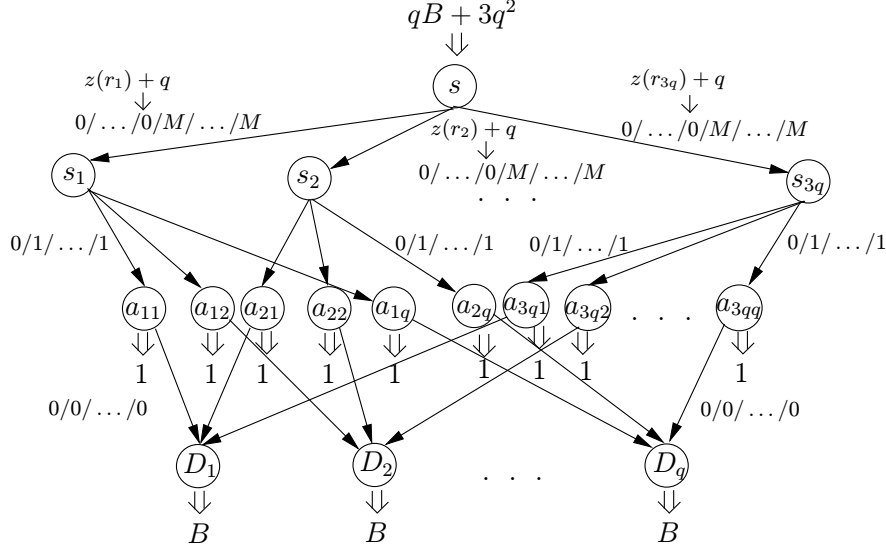 qB + 3q²
s
z(r₁) + q
z(r₃q) + q
0/ . . . /0/M/ . . . /M
z(r₂) + q
0/ . . . /0/M/ . . . /M
0/ . . . /0/M/ . . . /M
s₁
s₂
. . .
s₃q
0/1/ . . . /1
0/1/ . . . /1
0/1/ . . . /1
0/1/ . . . /1
a₁₁ a₁₂ a₂₁ a₂₂ a₁q a₂q a₃q₁ a₃q₂ . . . a₃qq
1 1 1 1 1 1 1 1 1
0/0/ . . . /0
0/0/ . . . /0
D₁ D₂ . . . Dq
B B B